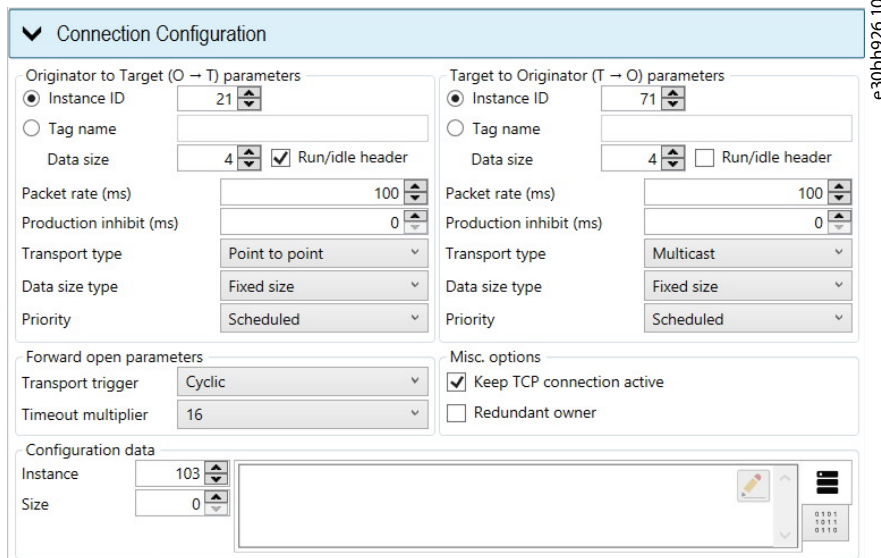 Connection Configuration
Originator to Target (O → T) parameters
Instance ID 21
Tag name
Data size 4 Run/idle header
Packet rate (ms) 100
Production inhibit (ms) 0
Transport type Point to point
Data size type Fixed size
Priority Scheduled
Target to Originator (T → O) parameters
Instance ID 71
Tag name
Data size 4 Run/idle header
Packet rate (ms) 100
Production inhibit (ms) 0
Transport type Multicast
Data size type Fixed size
Priority Scheduled
Forward open parameters
Transport trigger Cyclic
Timeout multiplier 16
Misc. options
Keep TCP connection active
Redundant owner
Configuration data
Instance 103
Size 0
0101
1011
0110
e30bb926.10